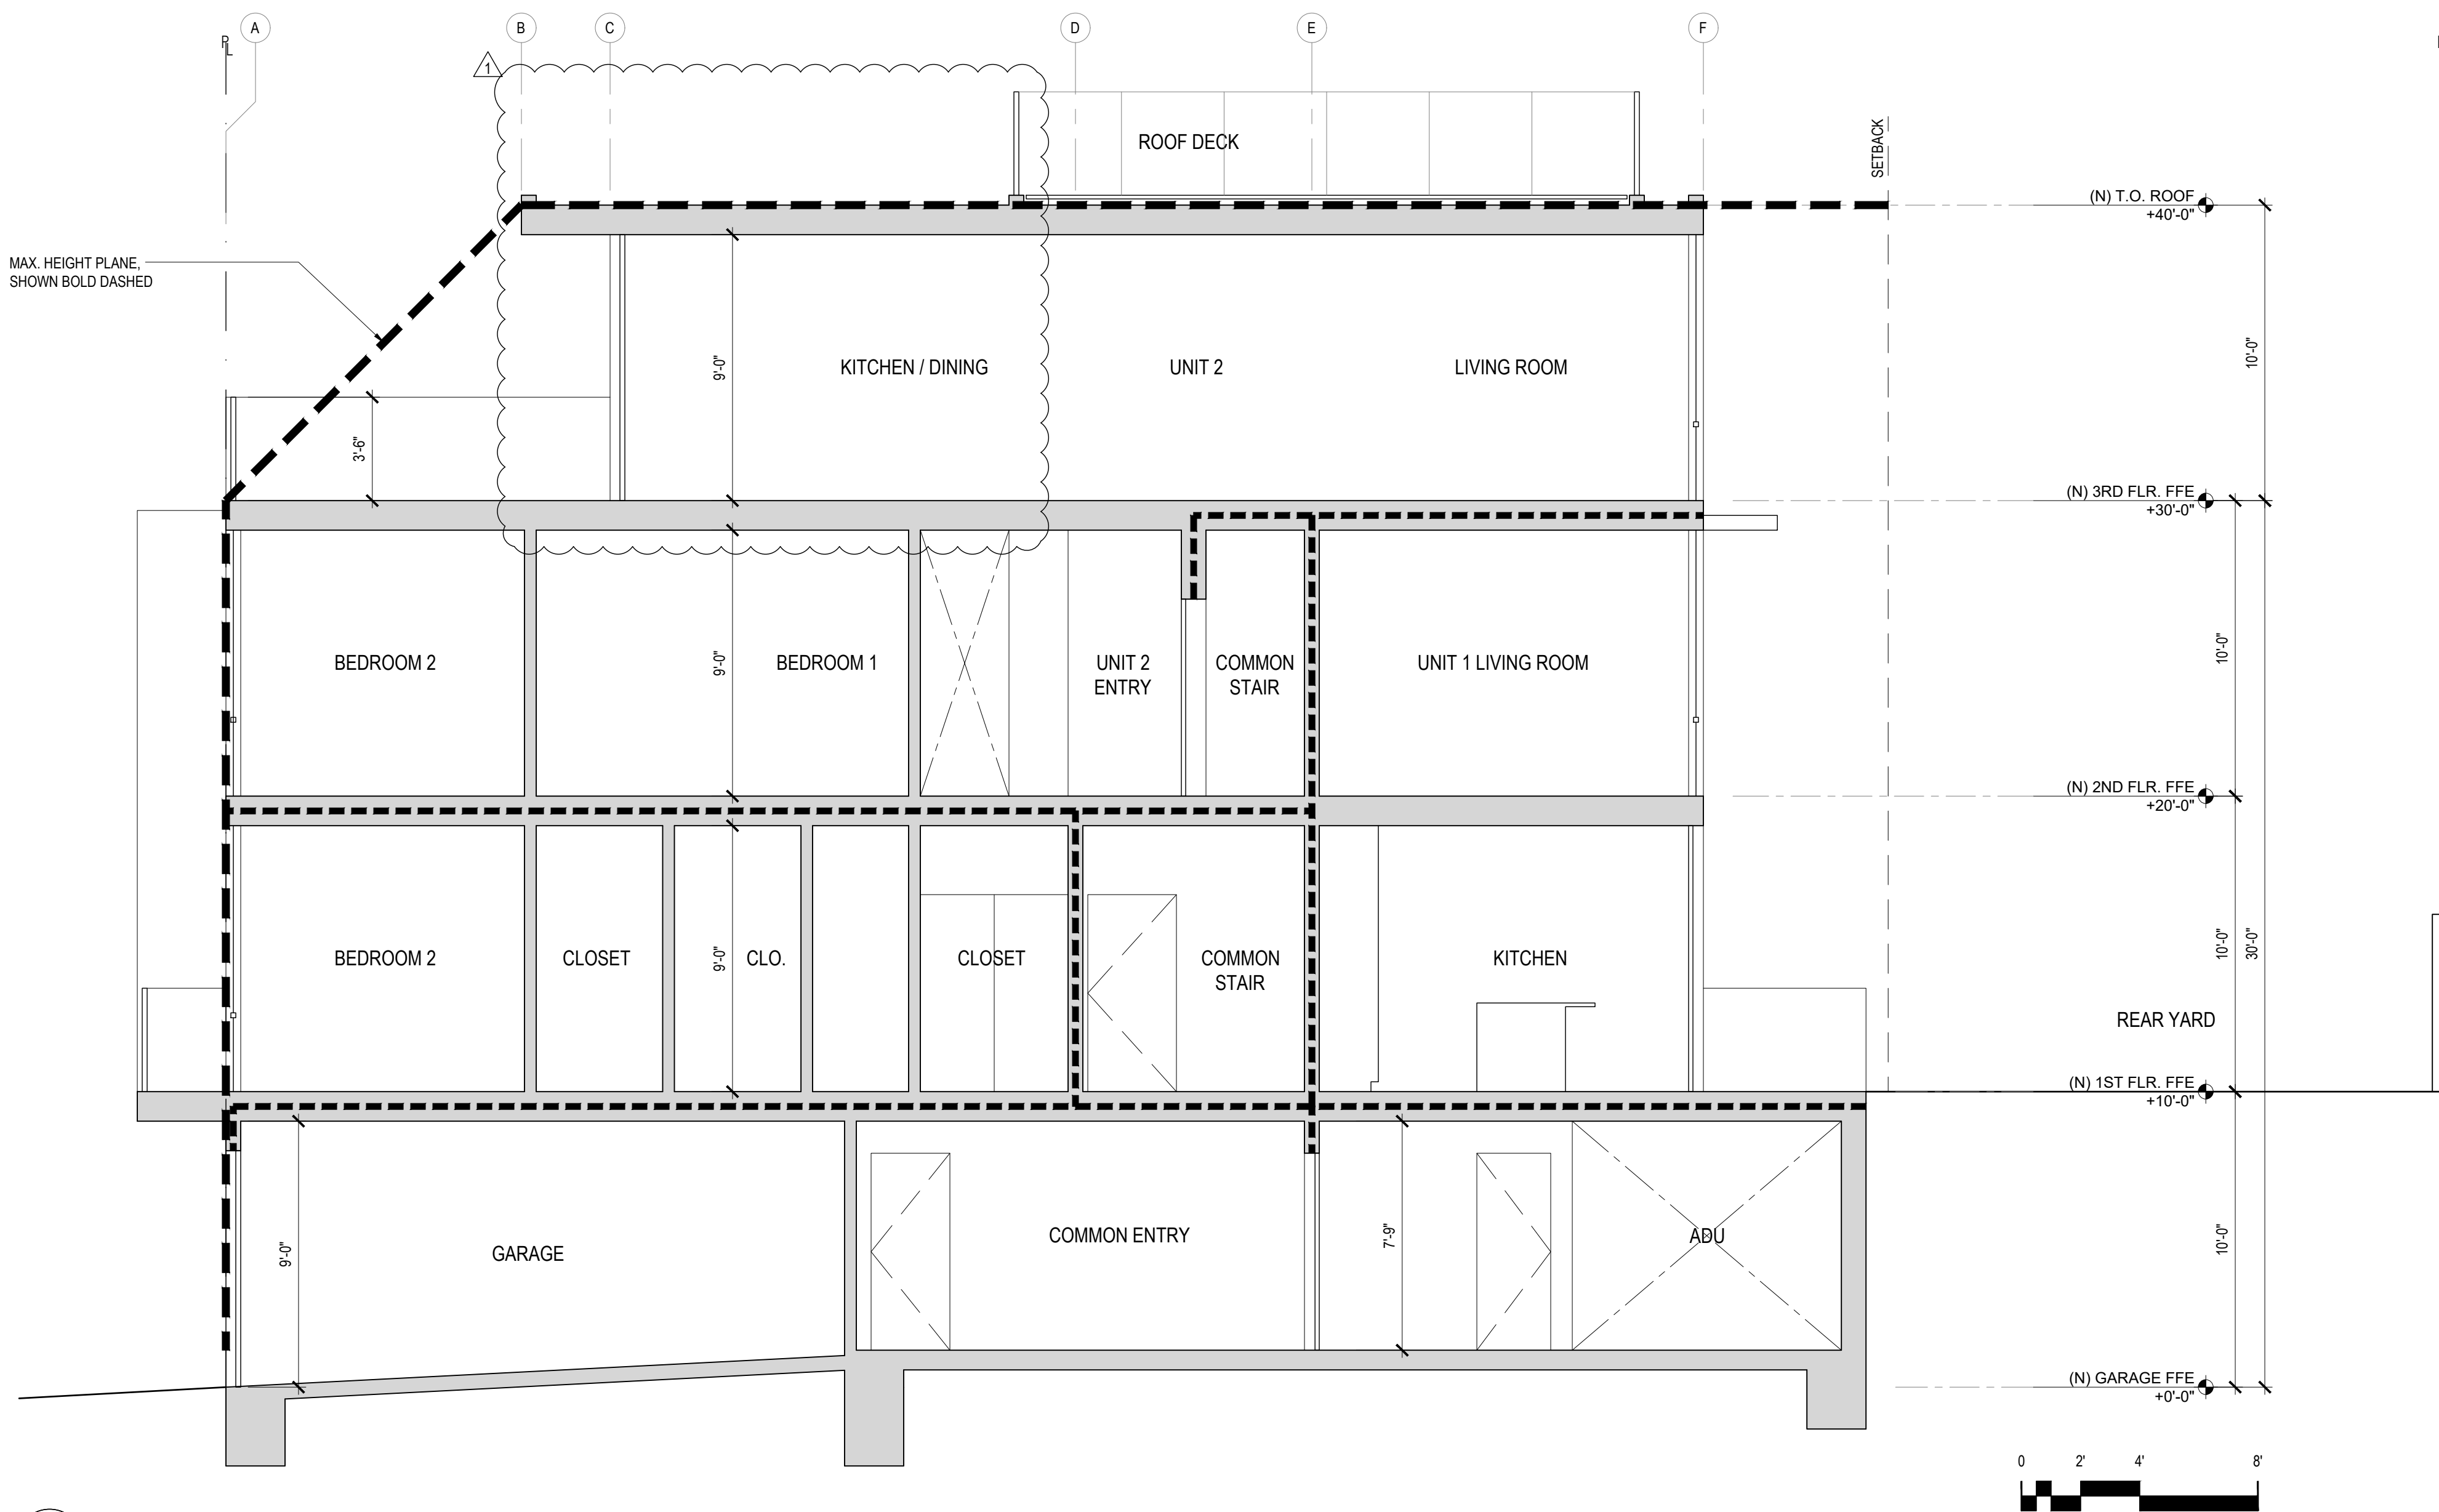 A
B
C
D
E
F
PL
1
SETBACK
ROOF DECK
(N) T.O. ROOF
+40'-0"
MAX. HEIGHT PLANE,
SHOWN BOLD DASHED
9'-0"
KITCHEN / DINING
UNIT 2
LIVING ROOM
10'-0"
3'-6"
(N) 3RD FLR. FFE
+30'-0"
BEDROOM 2
9'-0"
BEDROOM 1
UNIT 2
ENTRY
COMMON
STAIR
UNIT 1 LIVING ROOM
10'-0"
(N) 2ND FLR. FFE
+20'-0"
BEDROOM 2
CLOSET
9'-0"
CLO.
CLOSET
COMMON
STAIR
KITCHEN
10'-0"
30'-0"
REAR YARD
(N) 1ST FLR. FFE
+10'-0"
9'-0"
GARAGE
COMMON ENTRY
7'-9"
ADU
10'-0"
(N) GARAGE FFE
+0'-0"
0
2'
4'
8'